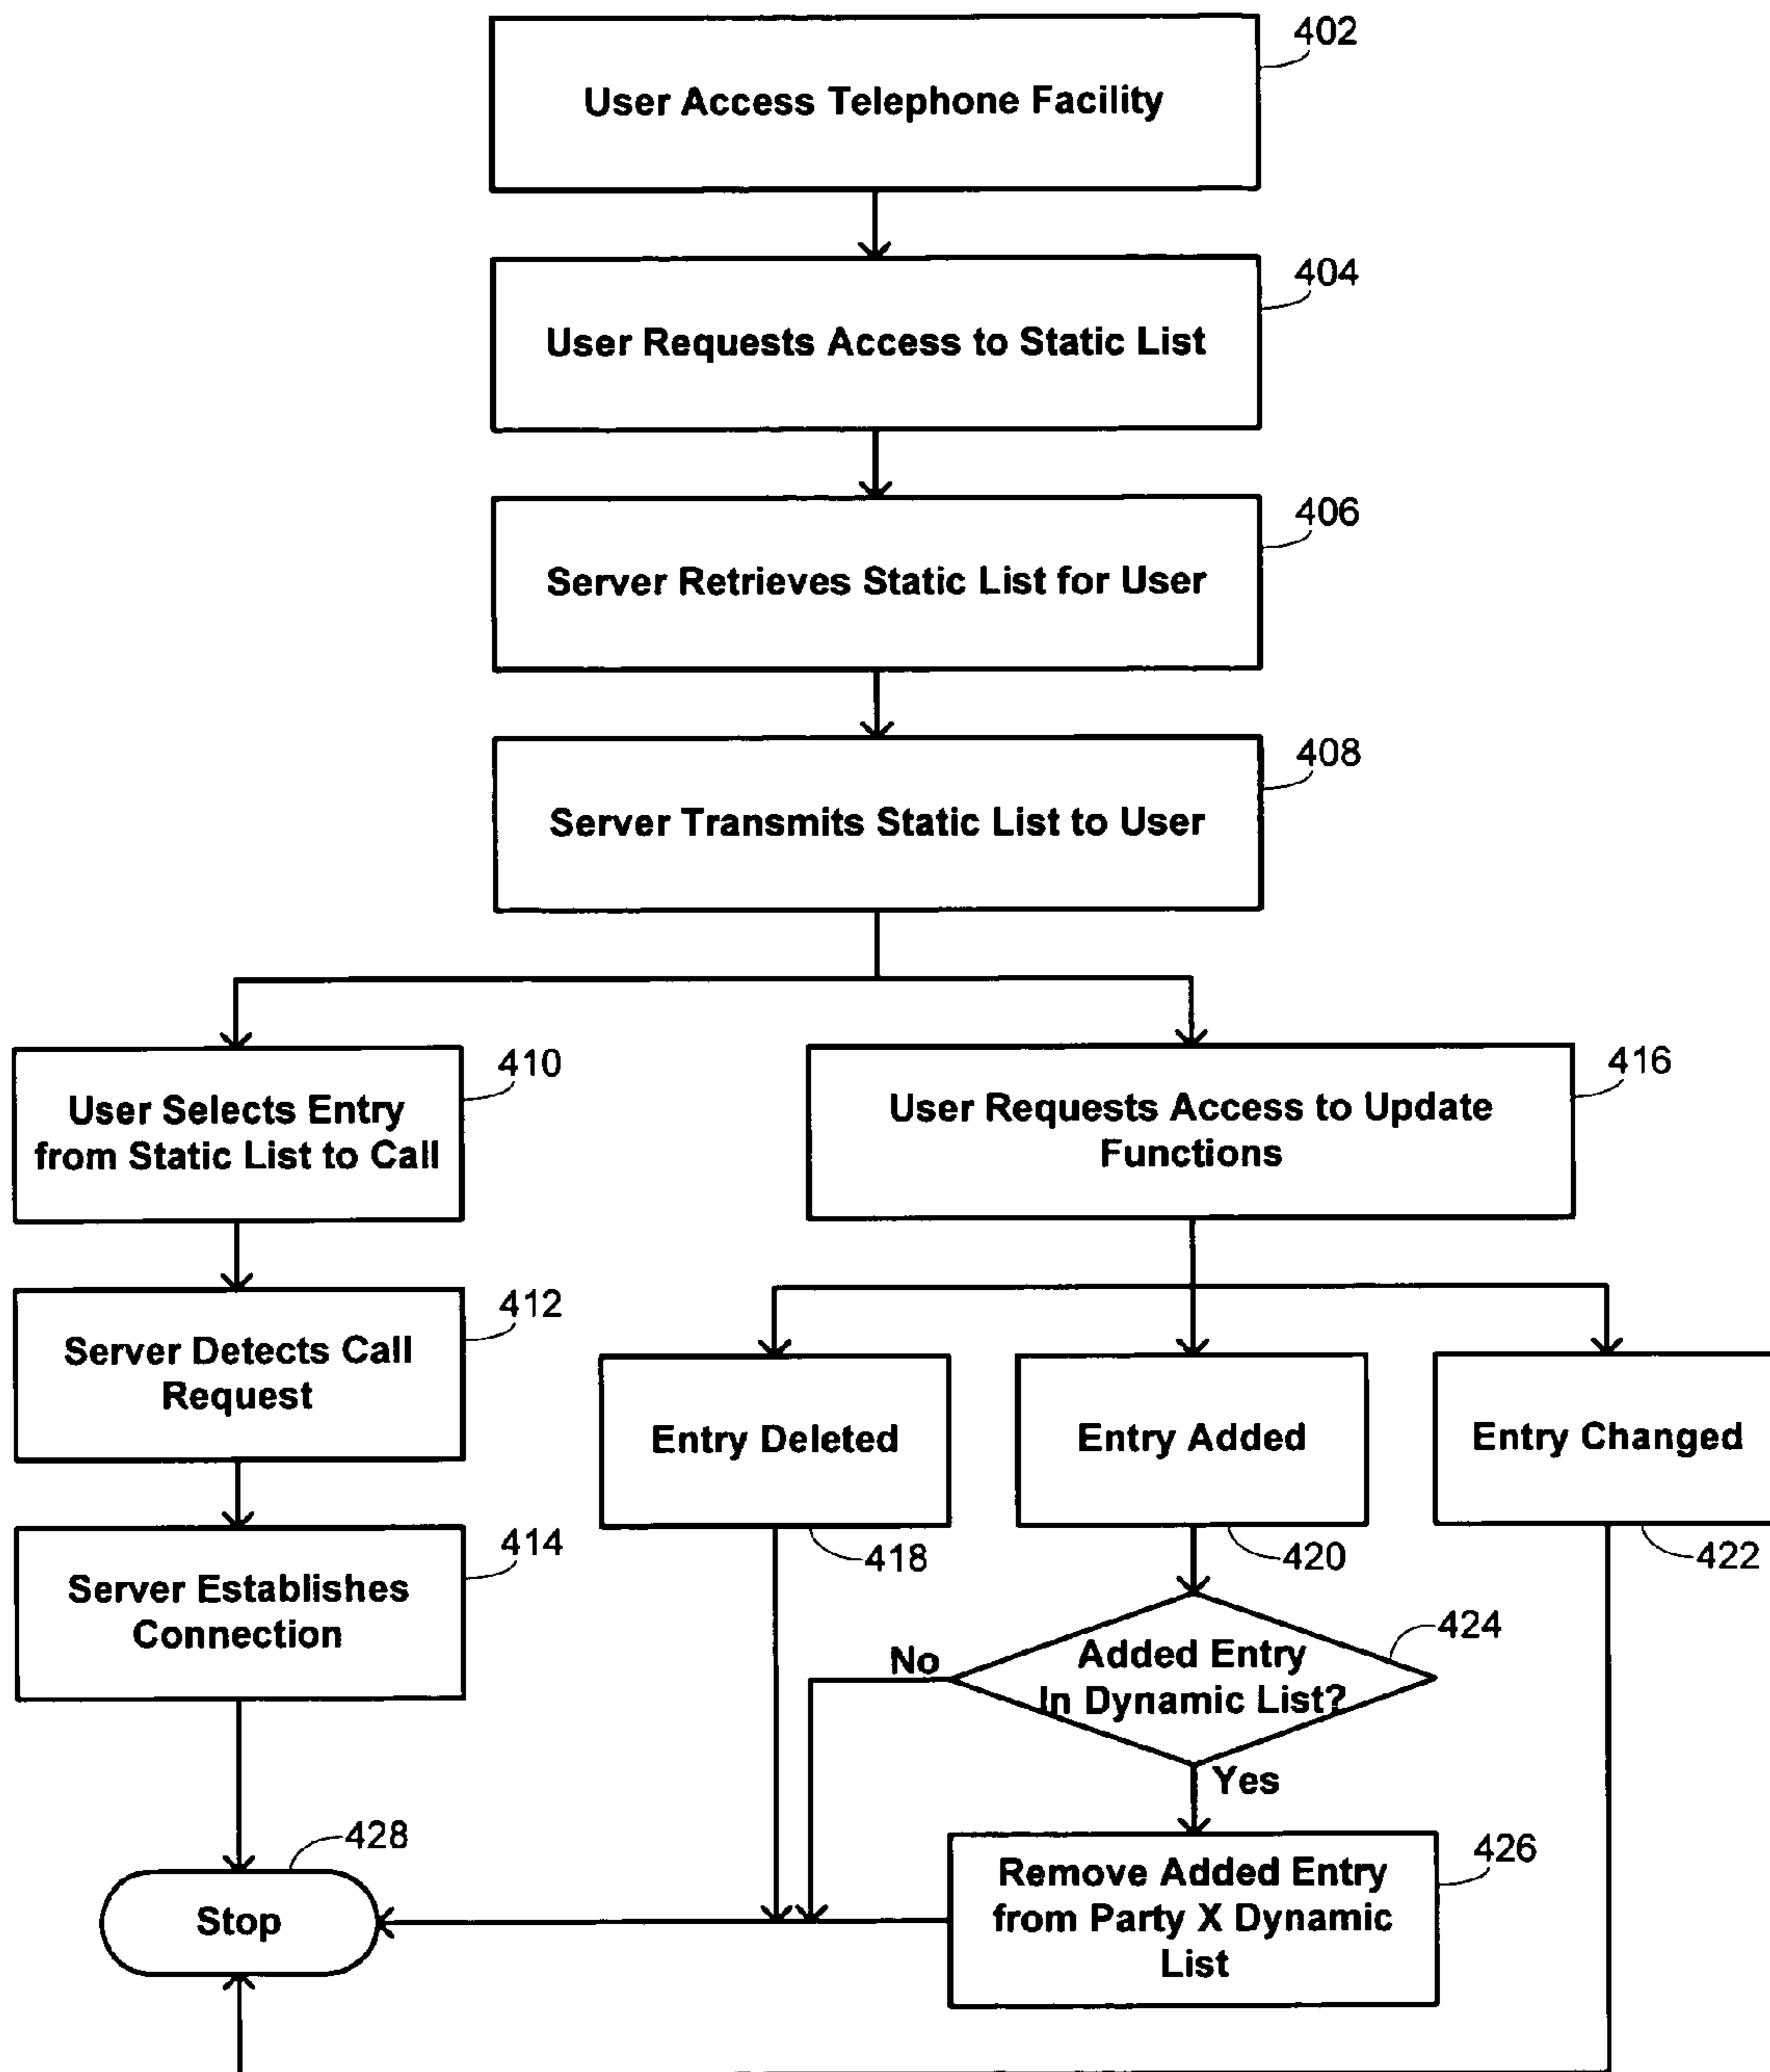 402
User Access Telephone Facility
404
User Requests Access to Static List
406
Server Retrieves Static List for User
408
Server Transmits Static List to User
410
User Selects Entry
from Static List to Call
416
User Requests Access to Update
Functions
412
Server Detects Call
Request
Entry Deleted
418
Entry Added
420
Entry Changed
422
414
Server Establishes
Connection
424
Added Entry
In Dynamic List?
No
Yes
426
Remove Added Entry
from Party X Dynamic
List
428
Stop